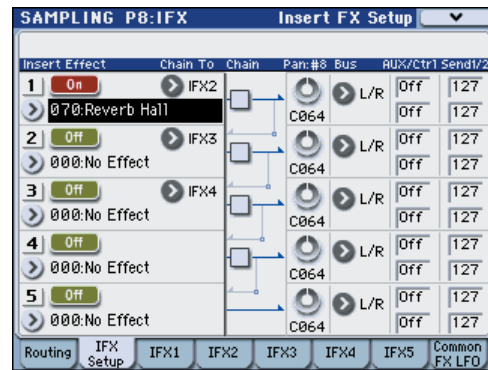 SAMPLING P8:IFX Insert FX Setup
Insert Effect Chain To Chain Pan:#8 Bus AUX/Ctrl Send1/2
1 On IFX2 L/R Off 127
070:Reverb Hall C064 Off 127
2 Off IFX3 L/R Off 127
000:No Effect C064 Off 127
3 Off IFX4 L/R Off 127
000:No Effect C064 Off 127
4 Off L/R Off 127
000:No Effect C064 Off 127
5 Off L/R Off 127
000:No Effect C064 Off 127
Routing IFX Setup IFX1 IFX2 IFX3 IFX4 IFX5 Common FX LFO